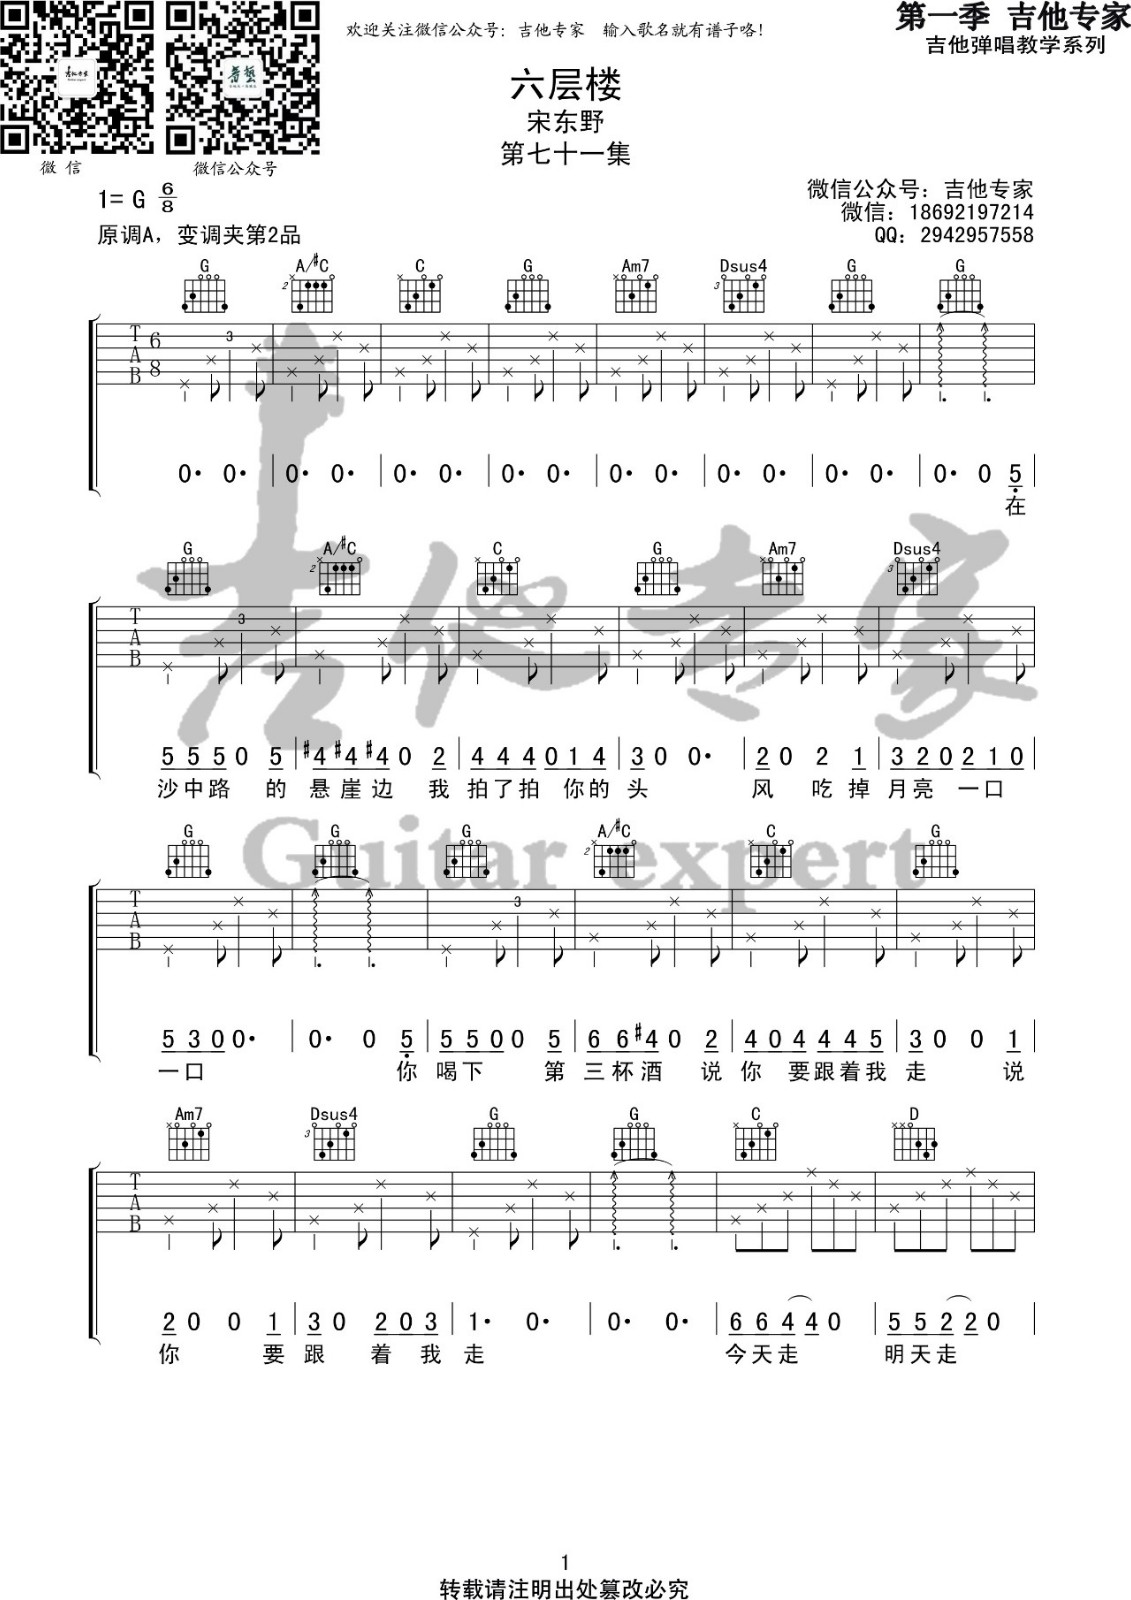 欢迎关注微信公众号：吉他专家　输入歌名就有谱子咯！
第一季 吉他专家
吉他弹唱教学系列
六层楼
宋东野
第七十一集
微 信
微信公众号
1= G 6/8
原调A，变调夹第2品
微信公众号：吉他专家
微信：18692197214
QQ：2942957558
G A/#C C G Am7 Dsus4 G G
2 3
3
T A B 6 8
0· 0· 0· 0· 0· 0· 0· 0· 0· 0· 0· 0· 0· 0· 0· 0 5
在
G A/#C C G Am7 Dsus4
2 3
3
T A B
5 5 5 0 5 #4 #4 #4 0 2 4 4 4 0 1 4 3 0 0· 2 0 2 1 3 2 0 2 1 0
沙中路 的 悬崖边 我 拍了拍 你的 头 风 吃 掉 月亮 一口
吉他专家
Guitar expert
G G G A/#C C G
2
3
T A B
5 3 0 0· 0· 0 5 5 5 0 0 5 6 6 #4 0 2 4 0 4 4 4 5 3 0 0 1
一口 你 喝下 第 三杯酒 说 你 要跟着我 走 说
Am7 Dsus4 G G C D
3
T A B
2 0 0 1 3 0 2 0 3 1· 0· 0· 0· 6 6 4 4 0 5 5 2 2 0
你 要 跟 着 我 走 今天走 明天走
1
转载请注明出处篡改必究